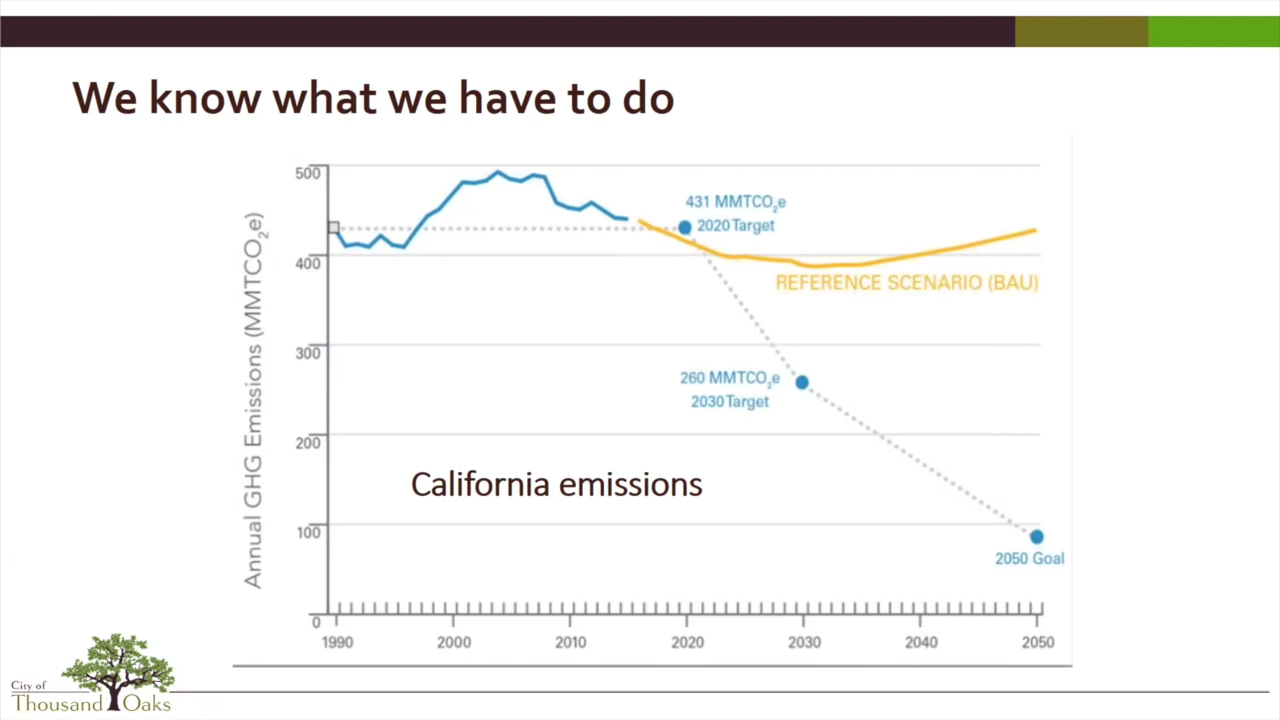 We know what we have to do
Annual GHG Emissions (MMTCO₂e)
500
400
300
200
100
0
431 MMTCO₂e
2020 Target
REFERENCE SCENARIO (BAU)
260 MMTCO₂e
2030 Target
California emissions
2050 Goal
1990 2000 2010 2020 2030 2040 2050
City of
Thousand Oaks